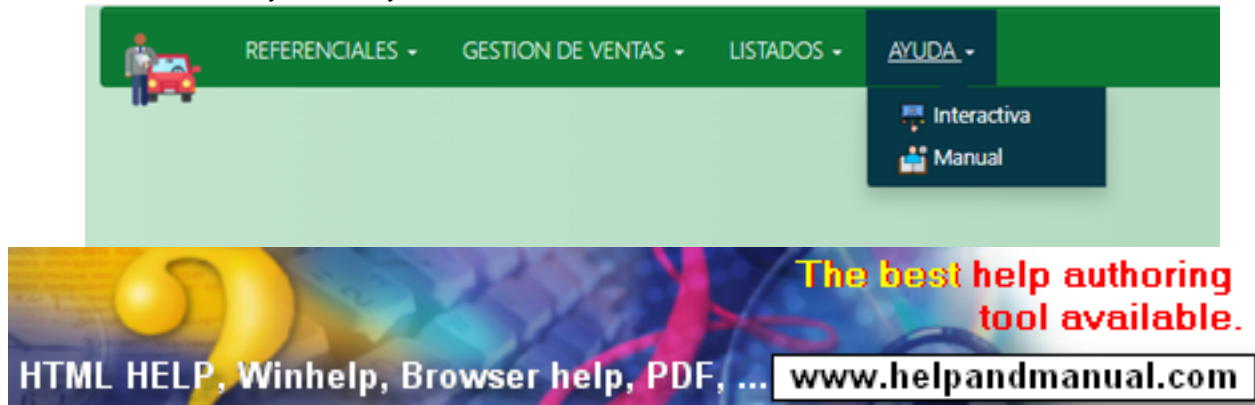 REFERENCIALES GESTION DE VENTAS LISTADOS AYUDA
Interactiva
Manual
The best help authoring
tool available.
HTML HELP, Winhelp, Browser help, PDF, ... www.helpandmanual.com